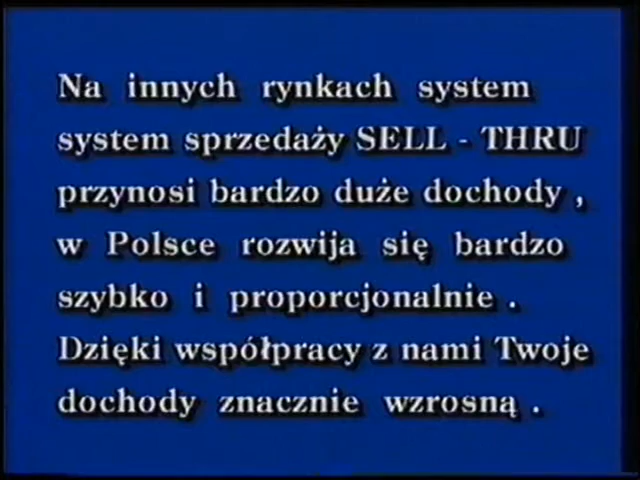 Na innych rynkach system
system sprzedaży SELL - THRU
przynosi bardzo duże dochody ,
w Polsce rozwija się bardzo
szybko i proporcjonalnie .
Dzięki współpracy z nami Twoje
dochody znacznie wzrosną .